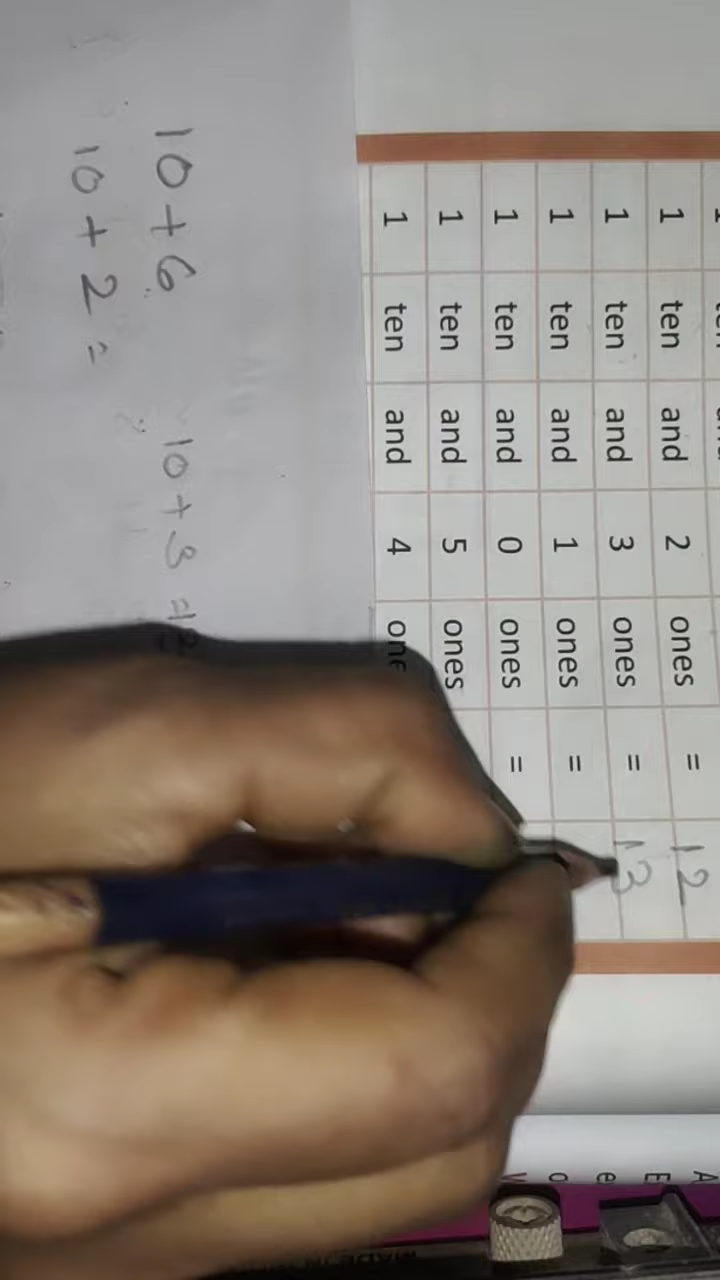 1 ten and 2 ones = 12
1 ten and 3 ones = 13
1 ten and 1 ones =
1 ten and 0 ones =
1 ten and 5 ones
1 ten and 4 one
10 + 6
10 + 3 =
10 + 2 =